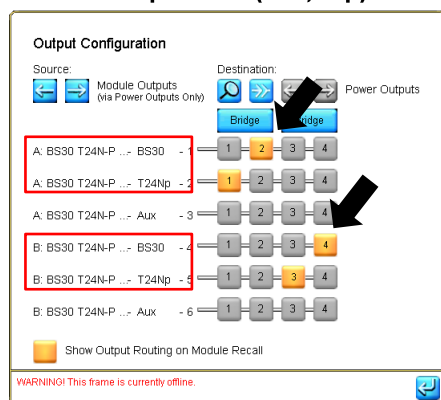 Output Configuration
Source:
Destination:
Module Outputs
(via Power Outputs Only)
Power Outputs
Bridge
A: BS30 T24N-P ...- BS30 - 1 1 2 3 4
A: BS30 T24N-P ...- T24Np - 2 1 2 3 4
A: BS30 T24N-P ...- Aux - 3 1 2 3 4
B: BS30 T24N-P ...- BS30 - 4 1 2 3 4
B: BS30 T24N-P ...- T24Np - 5 1 2 3 4
B: BS30 T24N-P ...- Aux - 6 1 2 3 4
Show Output Routing on Module Recall
WARNING! This frame is currently offline.